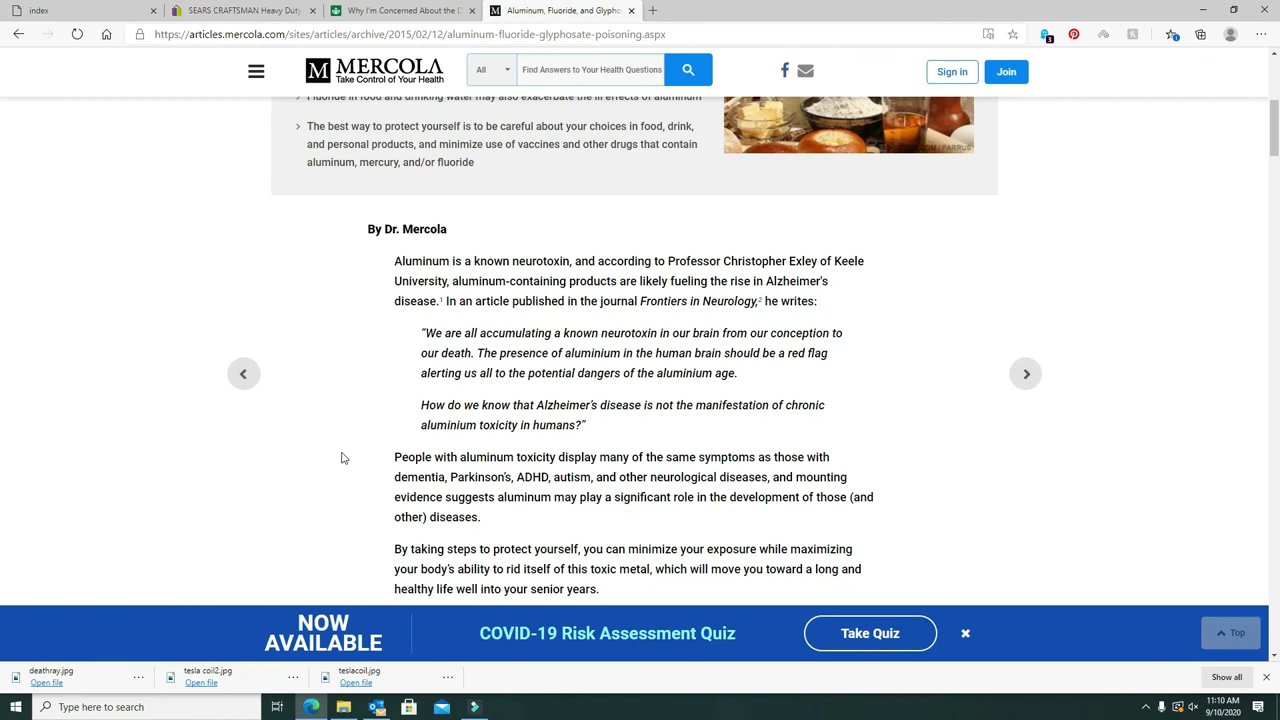 index
SEARS CRAFTSMAN Heavy Duty
Why I'm Concerned About the D
Aluminum, Fluoride, and Glypho
https://articles.mercola.com/sites/articles/archive/2015/02/12/aluminum-fluoride-glyphosate-poisoning.aspx
3
MERCOLA
Take Control of Your Health
All
Find Answers to Your Health Questions
Sign in
Join
Fluoride in food and drinking water may also exacerbate the ill effects of aluminum
The best way to protect yourself is to be careful about your choices in food, drink,
and personal products, and minimize use of vaccines and other drugs that contain
aluminum, mercury, and/or fluoride
By Dr. Mercola
Aluminum is a known neurotoxin, and according to Professor Christopher Exley of Keele
University, aluminum-containing products are likely fueling the rise in Alzheimer's
disease.1 In an article published in the journal Frontiers in Neurology,2 he writes:
“We are all accumulating a known neurotoxin in our brain from our conception to
our death. The presence of aluminium in the human brain should be a red flag
alerting us all to the potential dangers of the aluminium age.
How do we know that Alzheimer’s disease is not the manifestation of chronic
aluminium toxicity in humans?”
People with aluminum toxicity display many of the same symptoms as those with
dementia, Parkinson’s, ADHD, autism, and other neurological diseases, and mounting
evidence suggests aluminum may play a significant role in the development of those (and
other) diseases.
By taking steps to protect yourself, you can minimize your exposure while maximizing
your body’s ability to rid itself of this toxic metal, which will move you toward a long and
healthy life well into your senior years.
NOW
AVAILABLE
COVID-19 Risk Assessment Quiz
Take Quiz
Top
deathray.jpg
Open file
tesla coil2.jpg
Open file
teslacoil.jpg
Open file
Show all
Type here to search
11:10 AM
9/10/2020